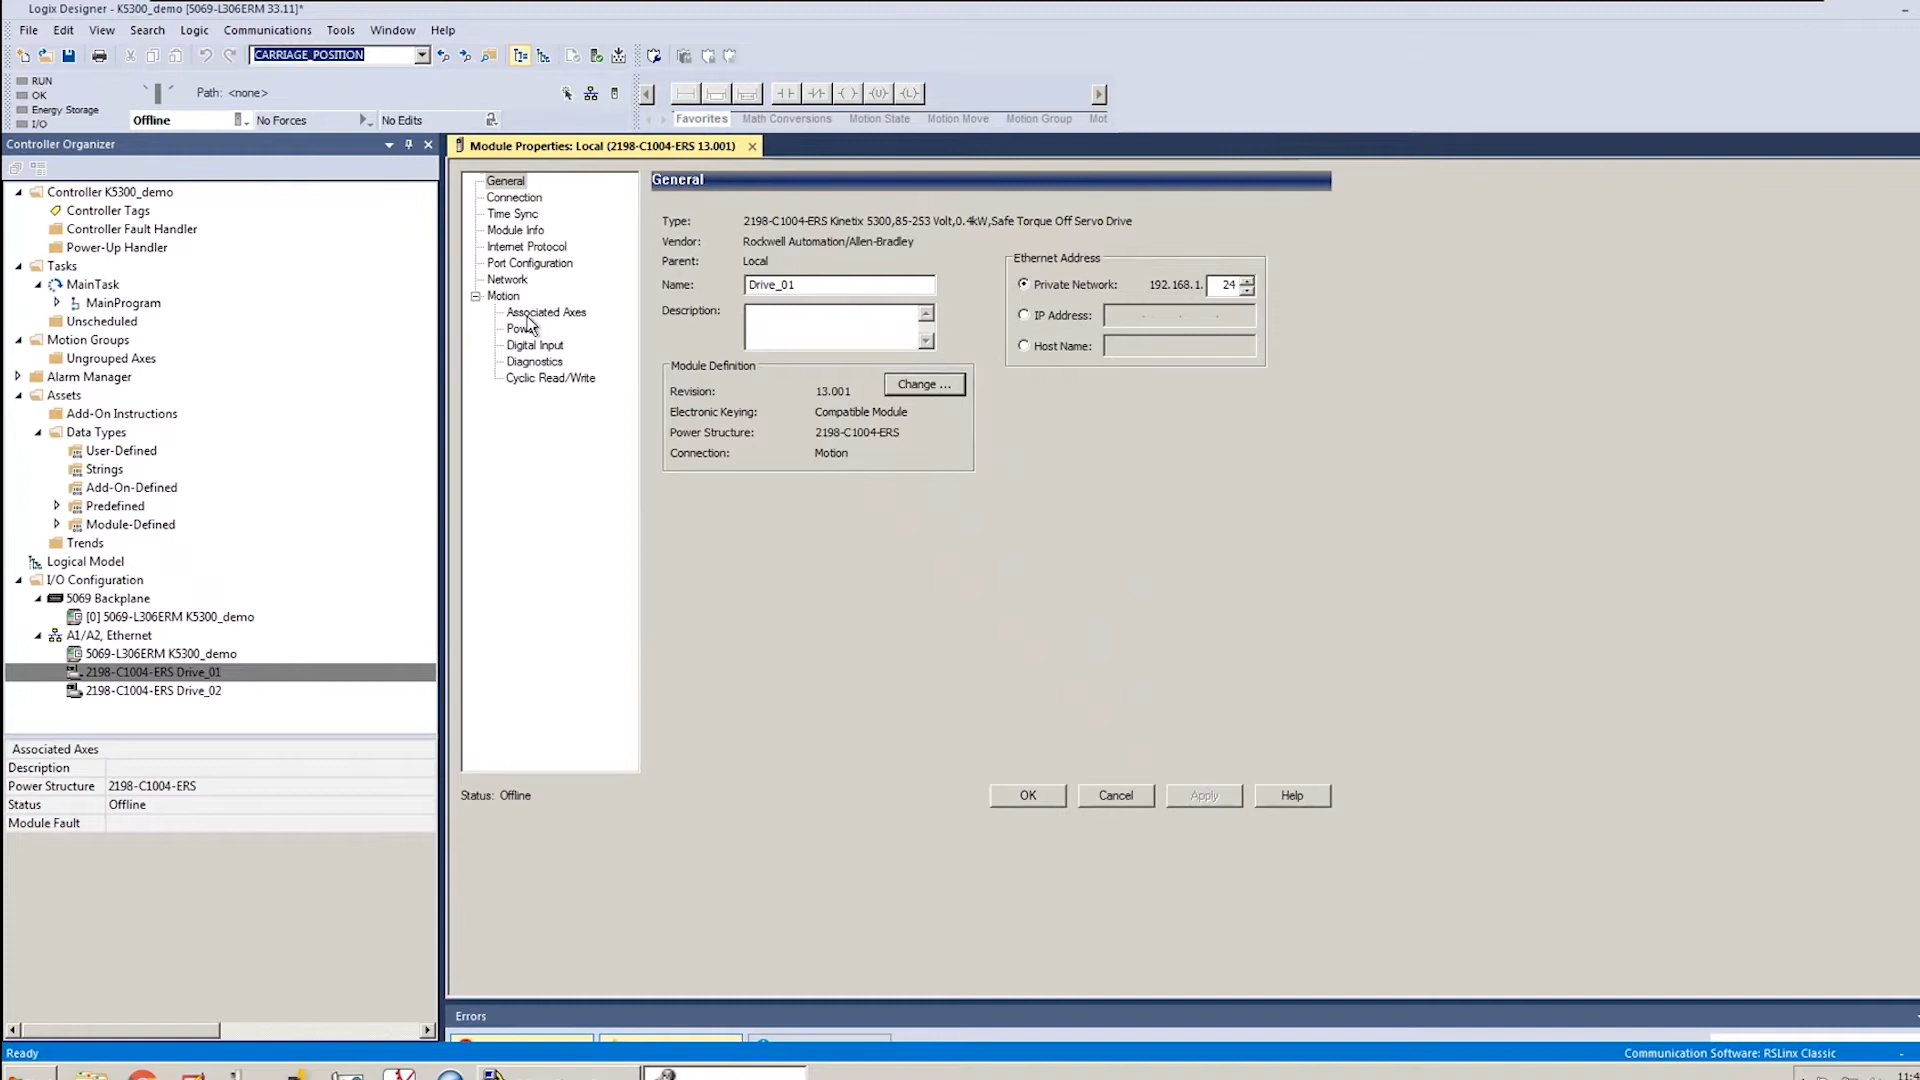 Logix Designer - K5300_demo [5069-L306ERM 33.11]*
File Edit View Search Logic Communications Tools Window Help
CARRIAGE_POSITION
RUN
OK
Energy Storage
I/O
Path: <none>
Offline
No Forces
No Edits
Favorites Math Conversions Motion State Motion Move Motion Group Mot
Controller Organizer
Controller K5300_demo
Controller Tags
Controller Fault Handler
Power-Up Handler
Tasks
MainTask
MainProgram
Unscheduled
Motion Groups
Ungrouped Axes
Alarm Manager
Assets
Add-On Instructions
Data Types
User-Defined
Strings
Add-On-Defined
Predefined
Module-Defined
Trends
Logical Model
I/O Configuration
5069 Backplane
[0] 5069-L306ERM K5300_demo
A1/A2, Ethernet
5069-L306ERM K5300_demo
2198-C1004-ERS Drive_01
2198-C1004-ERS Drive_02
Associated Axes
Description
Power Structure 2198-C1004-ERS
Status Offline
Module Fault
Module Properties: Local (2198-C1004-ERS 13.001)
General
Connection
Time Sync
Module Info
Internet Protocol
Port Configuration
Network
Motion
Associated Axes
Digital Input
Diagnostics
Cyclic Read/Write
General
Type: 2198-C1004-ERS Kinetix 5300,85-253 Volt,0.4kW,Safe Torque Off Servo Drive
Vendor: Rockwell Automation/Allen-Bradley
Parent: Local
Name: Drive_01
Description:
Ethernet Address
Private Network: 192.168.1. 24
IP Address:
Host Name:
Module Definition
Revision: 13.001
Change ...
Electronic Keying: Compatible Module
Power Structure: 2198-C1004-ERS
Connection: Motion
Status: Offline
OK Cancel Apply Help
Errors
Ready
Communication Software: RSLinx Classic